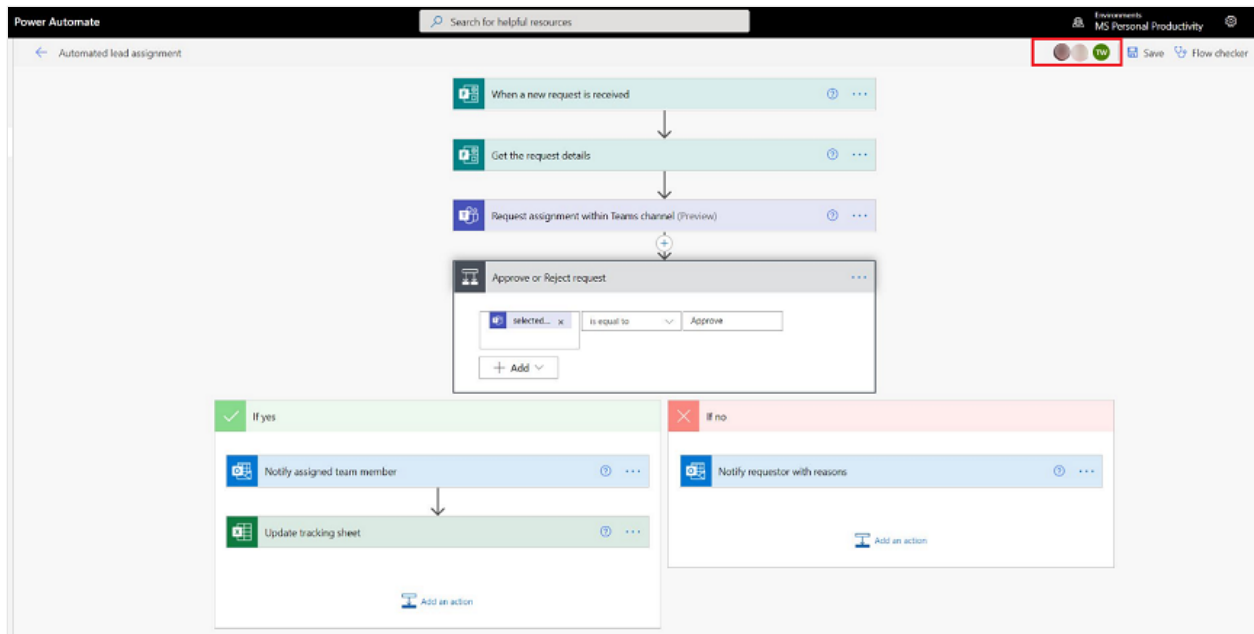 Power Automate
Search for helpful resources
Environments
MS Personal Productivity
Automated lead assignment
TW
Save
Flow checker
When a new request is received
Get the request details
Request assignment within Teams channel (Preview)
Approve or Reject request
selected... x
is equal to
Approve
+ Add
If yes
If no
Notify assigned team member
Notify requestor with reasons
Update tracking sheet
Add an action
Add an action